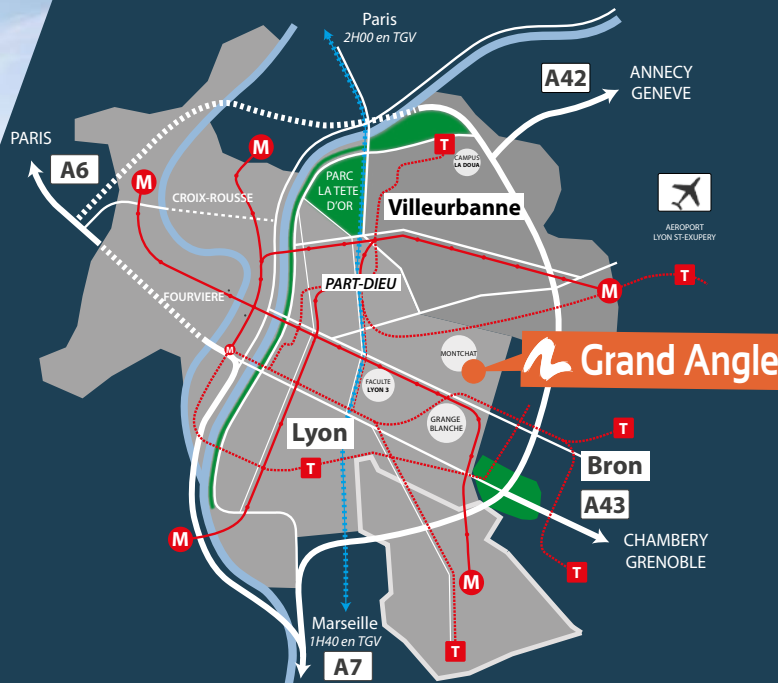 Paris
2H00 en TGV
A42
ANNECY
GENEVE
PARIS
A6
M
M
T
CAMPUS
LA DOUA
PARC
LA TETE
D'OR
CROIX-ROUSSE
Villeurbanne
AEROPORT
LYON ST-EXUPERY
PART-DIEU
T
M
FOURVIERE
M
MONTCHAT
Grand Angle
FACULTE
LYON 3
GRANGE
BLANCHE
Lyon
T
T
Bron
A43
M
CHAMBERY
GRENOBLE
M
T
Marseille
1H40 en TGV
A7
T